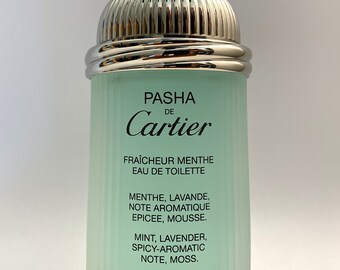 PASHA
DE
Cartier
FRAÎCHEUR MENTHE
EAU DE TOILETTE
MENTHE, LAVANDE,
NOTE AROMATIQUE
EPICEE, MOUSSE.
MINT, LAVENDER,
SPICY-AROMATIC
NOTE, MOSS.